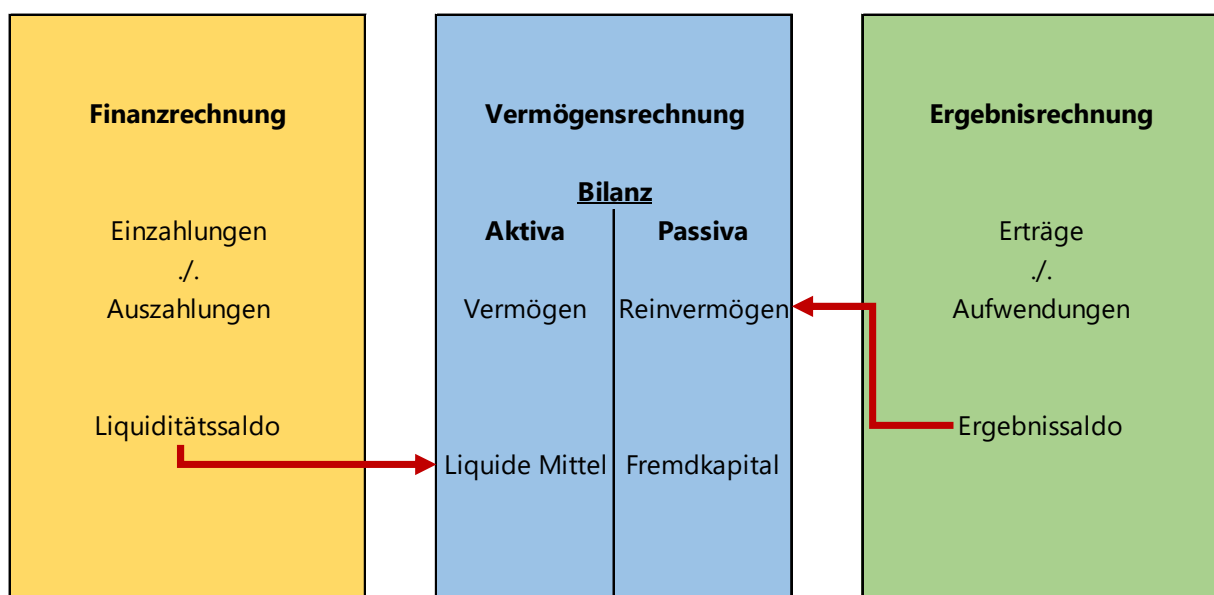 Finanzrechnung
Einzahlungen
./.
Auszahlungen
Liquiditätssaldo
Vermögensrechnung
Bilanz
Aktiva Passiva
Vermögen Reinvermögen
Liquide Mittel Fremdkapital
Ergebnisrechnung
Erträge
./.
Aufwendungen
Ergebnissaldo